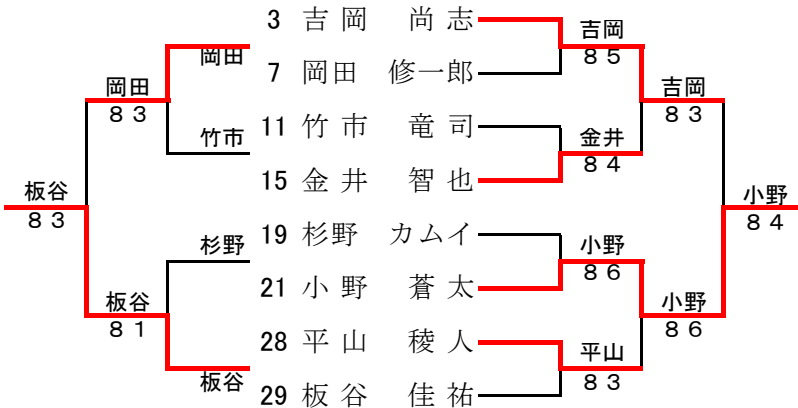 3 吉岡 尚志
7 岡田 修一郎
11 竹市 竜司
15 金井 智也
19 杉野 カムイ
21 小野 蒼太
28 平山 稜人
29 板谷 佳祐
吉岡
85
金井
84
小野
86
平山
83
吉岡
83
小野
86
小野
84
岡田
竹市
杉野
板谷
岡田
83
板谷
81
板谷
83